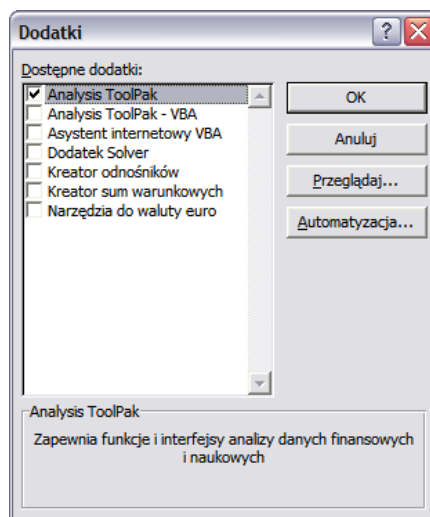 Dodatki
Dostępne dodatki:
Analysis ToolPak
Analysis ToolPak - VBA
Asystent internetowy VBA
Dodatek Solver
Kreator odnośników
Kreator sum warunkowych
Narzędzia do waluty euro
OK
Anuluj
Przeglądaj...
Automatyzacja...
Analysis ToolPak
Zapewnia funkcje i interfejsy analizy danych finansowych
i naukowych